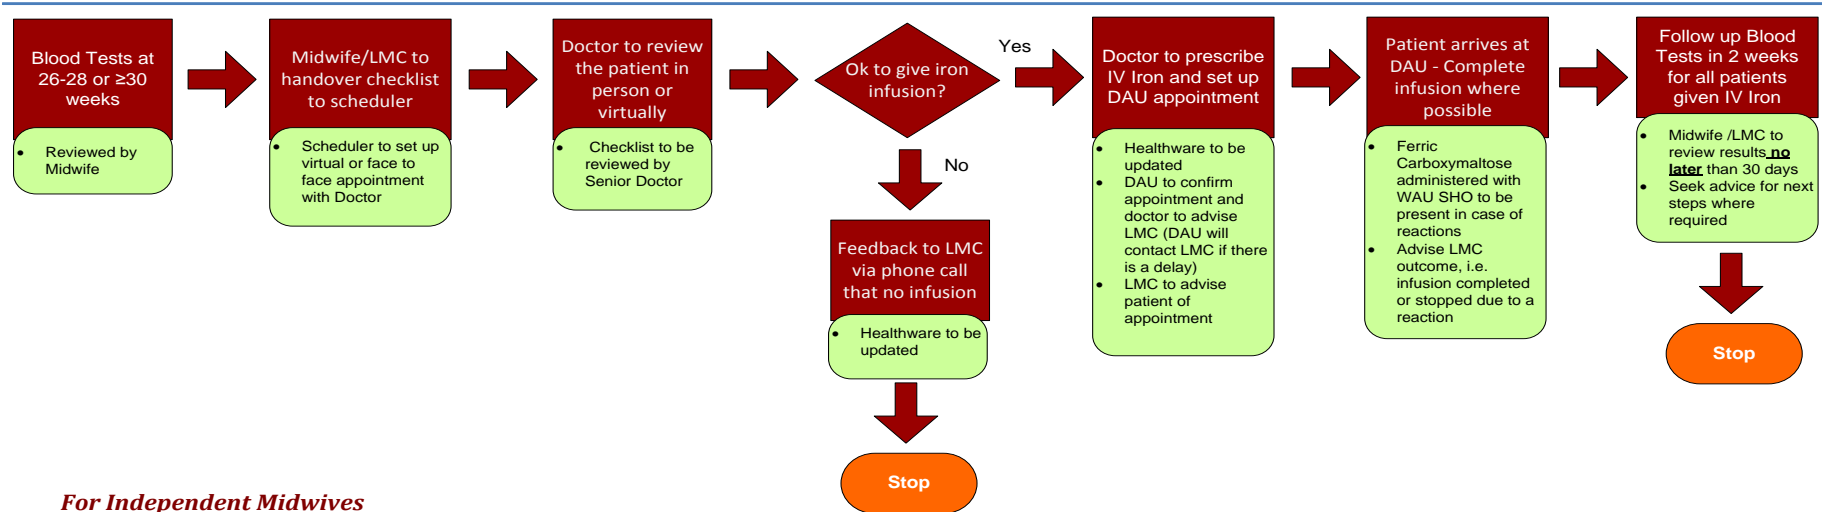 Blood Tests at
26-28 or ≥30
weeks
• Reviewed by
Midwife
Midwife/LMC to
handover checklist
to scheduler
• Scheduler to set up
virtual or face to
face appointment
with Doctor
Doctor to review
the patient in
person or
virtually
• Checklist to be
reviewed by
Senior Doctor
Ok to give iron
infusion?
Yes
No
Feedback to LMC
via phone call
that no infusion
• Healthware to be
updated
Stop
Doctor to prescribe
IV Iron and set up
DAU appointment
• Healthware to be
updated
• DAU to confirm
appointment and
doctor to advise
LMC (DAU will
contact LMC if there
is a delay)
• LMC to advise
patient of
appointment
Patient arrives at
DAU - Complete
infusion where
possible
• Ferric
Carboxymaltose
administered with
WAU SHO to be
present in case of
reactions
• Advise LMC
outcome, i.e.
infusion completed
or stopped due to a
reaction
Follow up Blood
Tests in 2 weeks
for all patients
given IV Iron
• Midwife /LMC to
review results no
later than 30 days
• Seek advice for next
steps where
required
Stop
For Independent Midwives